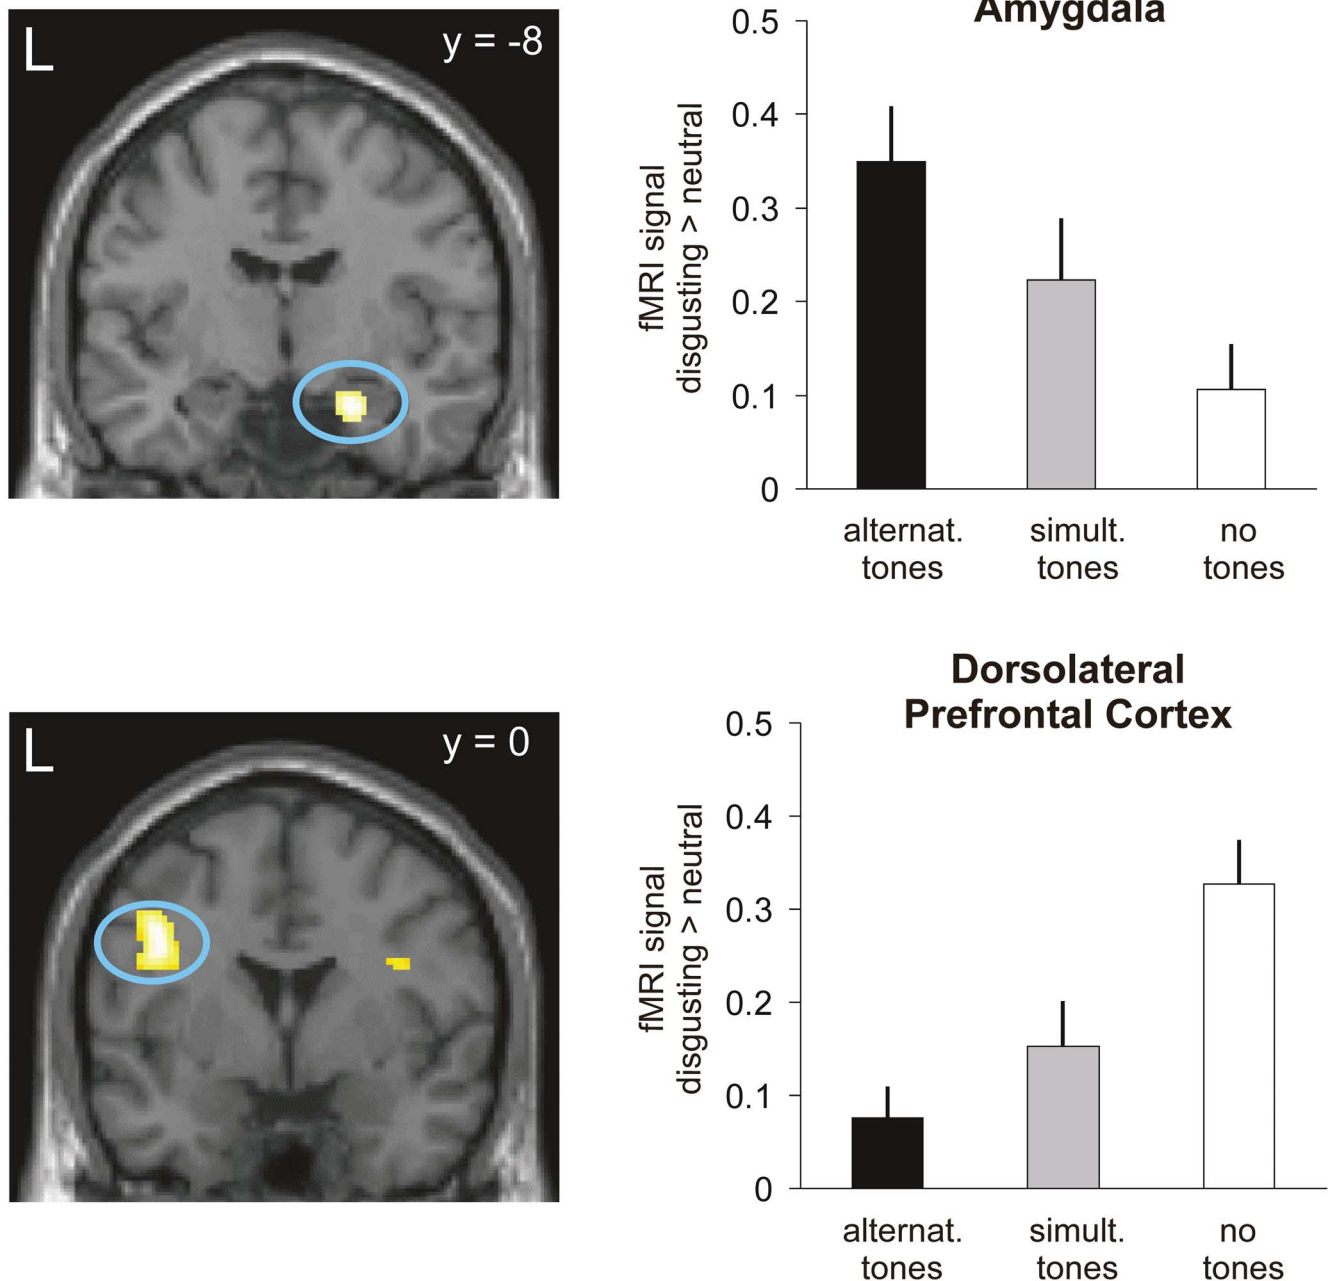 L
y = -8
Amygdala
fMRI signal
disgusting > neutral
0.5
0.4
0.3
0.2
0.1
0
alternat.
tones
simult.
tones
no
tones
L
y = 0
Dorsolateral
Prefrontal Cortex
fMRI signal
disgusting > neutral
0.5
0.4
0.3
0.2
0.1
0
alternat.
tones
simult.
tones
no
tones